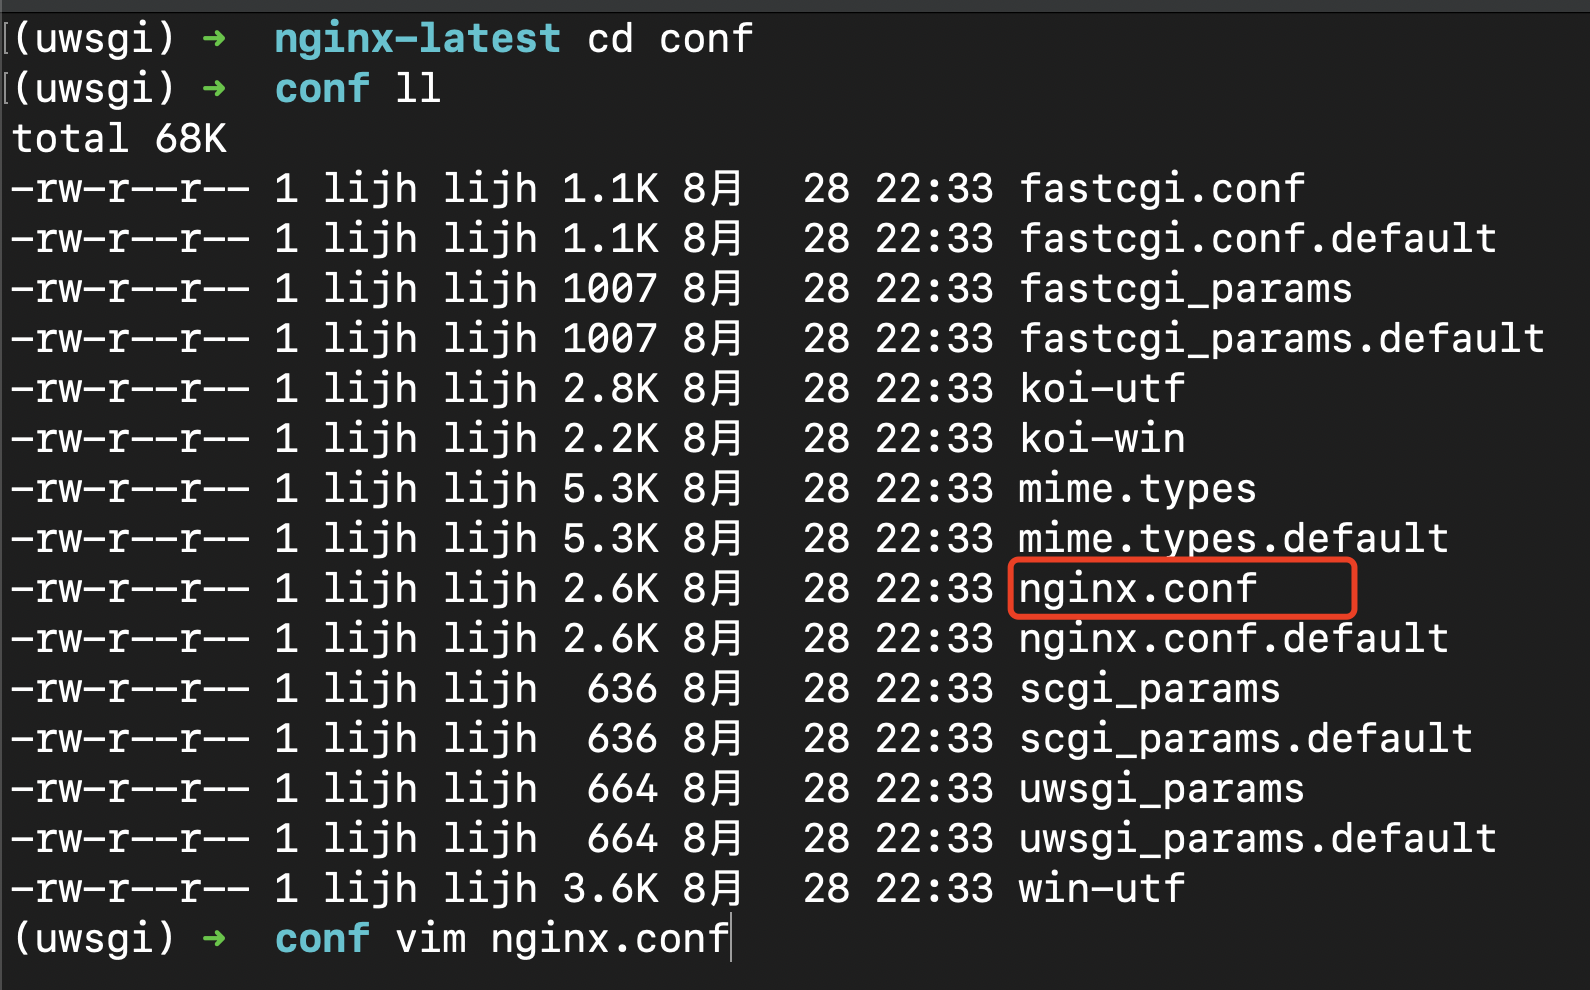 (uwsgi) → nginx-latest cd conf
(uwsgi) → conf ll
total 68K
-rw-r--r-- 1 lijh lijh 1.1K 8月 28 22:33 fastcgi.conf
-rw-r--r-- 1 lijh lijh 1.1K 8月 28 22:33 fastcgi.conf.default
-rw-r--r-- 1 lijh lijh 1007 8月 28 22:33 fastcgi_params
-rw-r--r-- 1 lijh lijh 1007 8月 28 22:33 fastcgi_params.default
-rw-r--r-- 1 lijh lijh 2.8K 8月 28 22:33 koi-utf
-rw-r--r-- 1 lijh lijh 2.2K 8月 28 22:33 koi-win
-rw-r--r-- 1 lijh lijh 5.3K 8月 28 22:33 mime.types
-rw-r--r-- 1 lijh lijh 5.3K 8月 28 22:33 mime.types.default
-rw-r--r-- 1 lijh lijh 2.6K 8月 28 22:33 nginx.conf
-rw-r--r-- 1 lijh lijh 2.6K 8月 28 22:33 nginx.conf.default
-rw-r--r-- 1 lijh lijh 636 8月 28 22:33 scgi_params
-rw-r--r-- 1 lijh lijh 636 8月 28 22:33 scgi_params.default
-rw-r--r-- 1 lijh lijh 664 8月 28 22:33 uwsgi_params
-rw-r--r-- 1 lijh lijh 664 8月 28 22:33 uwsgi_params.default
-rw-r--r-- 1 lijh lijh 3.6K 8月 28 22:33 win-utf
(uwsgi) → conf vim nginx.conf